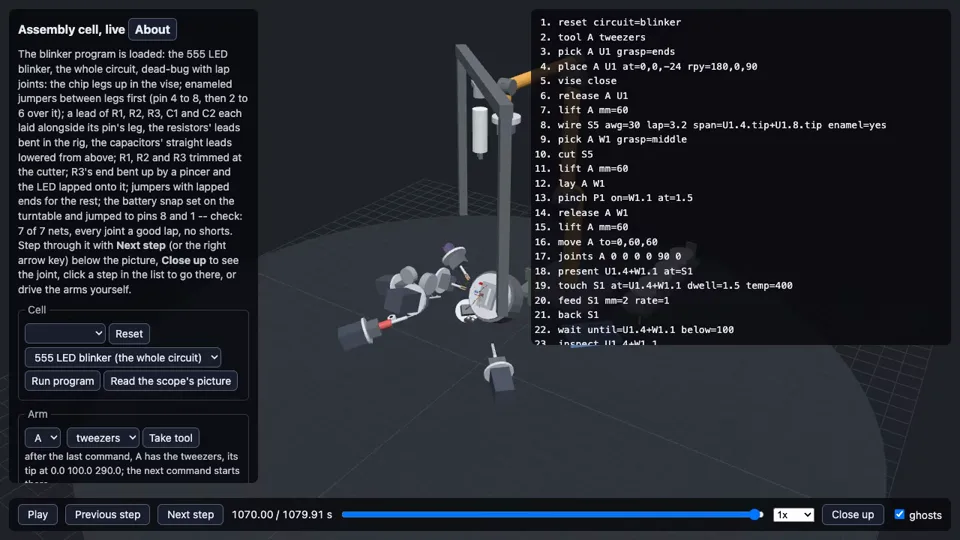 Assembly cell, live About
The blinker program is loaded: the 555 LED
blinker, the whole circuit, dead-bug with lap
joints: the chip legs up in the vise; enameled
jumpers between legs first (pin 4 to 8, then 2 to
6 over it); a lead of R1, R2, R3, C1 and C2 each
laid alongside its pin's leg, the resistors' leads
bent in the rig, the capacitors' straight leads
lowered from above; R1, R2 and R3 trimmed at
the cutter; R3's end bent up by a pincer and
the LED lapped onto it; jumpers with lapped
ends for the rest; the battery snap set on the
turntable and jumped to pins 8 and 1 -- check:
7 of 7 nets, every joint a good lap, no shorts.
Step through it with Next step (or the right
arrow key) below the picture, Close up to see
the joint, click a step in the list to go there, or
drive the arms yourself.
Cell
Reset
555 LED blinker (the whole circuit)
Run program Read the scope's picture
Arm
A tweezers Take tool
after the last command, A has the tweezers, its
tip at 0.0 100.0 290.0; the next command starts
1. reset circuit=blinker
2. tool A tweezers
3. pick A U1 grasp=ends
4. place A U1 at=0,0,−24 rpy=180,0,90
5. vise close
6. release A U1
7. lift A mm=60
8. wire S5 awg=30 lap=3.2 span=U1.4.tip+U1.8.tip enamel=yes
9. pick A W1 grasp=middle
10. cut S5
11. lift A mm=60
12. lay A W1
13. pinch P1 on=W1.1 at=1.5
14. release A W1
15. lift A mm=60
16. move A to=0,60,60
17. joints A 0 0 0 0 90 0
18. present U1.4+W1.1 at=S1
19. touch S1 at=U1.4+W1.1 dwell=1.5 temp=400
20. feed S1 mm=2 rate=1
21. back S1
22. wait until=U1.4+W1.1 below=100
23. inspect U1.4+W1.1
Play Previous step Next step 1070.00 / 1079.91 s 1x Close up ghosts